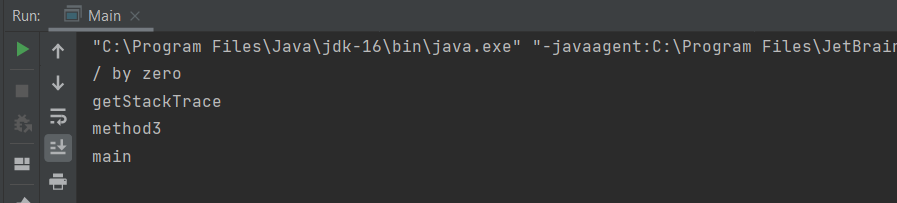 Run: Main
"C:\Program Files\Java\jdk-16\bin\java.exe" "-javaagent:C:\Program Files\JetBrain
/ by zero
getStackTrace
method3
main